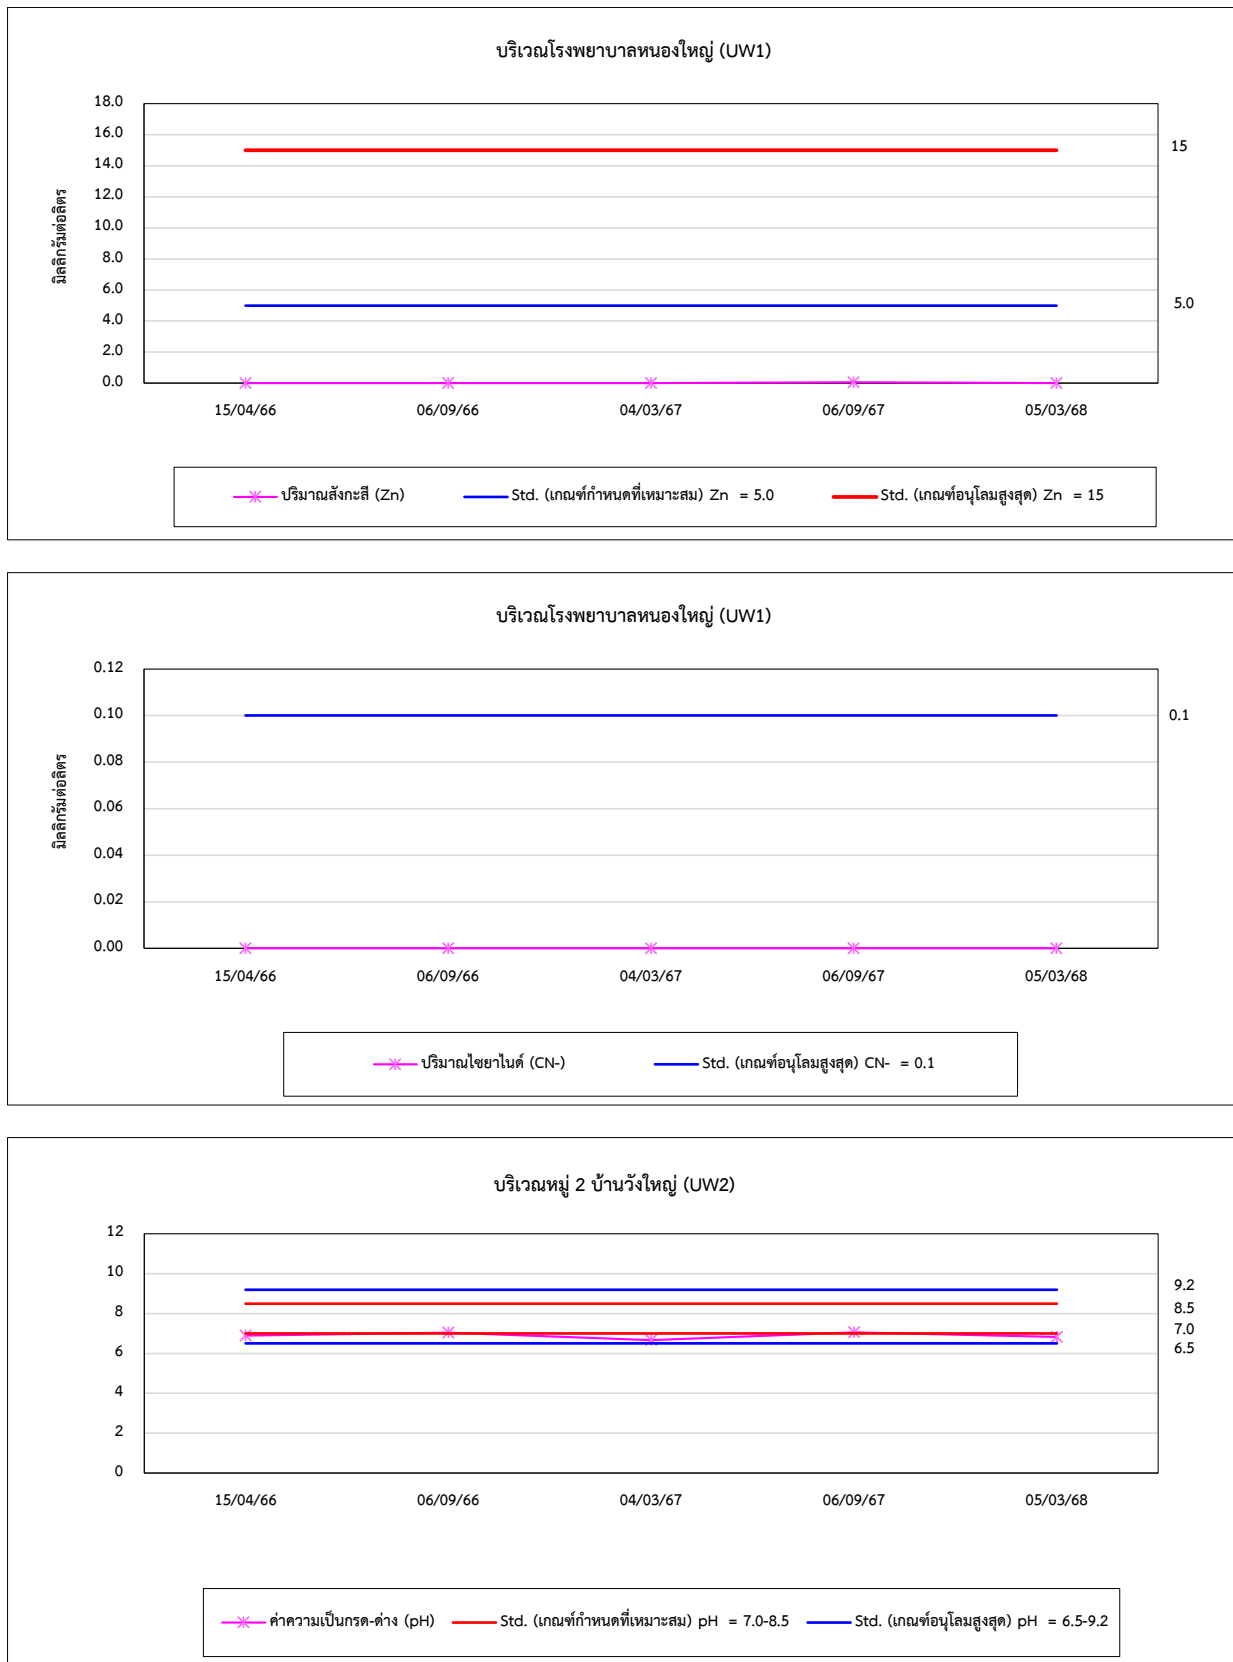 บริเวณโรงพยาบาลหนองใหญ่ (UW1)
มิลลิกรัมต่อลิตร
18.0
16.0
14.0
12.0
10.0
8.0
6.0
4.0
2.0
0.0
15
5.0
15/04/66 06/09/66 04/03/67 06/09/67 05/03/68
ปริมาณสังกะสี (Zn) Std. (เกณฑ์กำหนดที่เหมาะสม) Zn = 5.0 Std. (เกณฑ์อนุโลมสูงสุด) Zn = 15
บริเวณโรงพยาบาลหนองใหญ่ (UW1)
มิลลิกรัมต่อลิตร
0.12
0.10
0.08
0.06
0.04
0.02
0.00
0.1
15/04/66 06/09/66 04/03/67 06/09/67 05/03/68
ปริมาณไซยาไนด์ (CN-) Std. (เกณฑ์อนุโลมสูงสุด) CN- = 0.1
บริเวณหมู่ 2 บ้านวังใหญ่ (UW2)
12
10
8
6
4
2
0
9.2
8.5
7.0
6.5
15/04/66 06/09/66 04/03/67 06/09/67 05/03/68
ค่าความเป็นกรด-ด่าง (pH) Std. (เกณฑ์กำหนดที่เหมาะสม) pH = 7.0-8.5 Std. (เกณฑ์อนุโลมสูงสุด) pH = 6.5-9.2